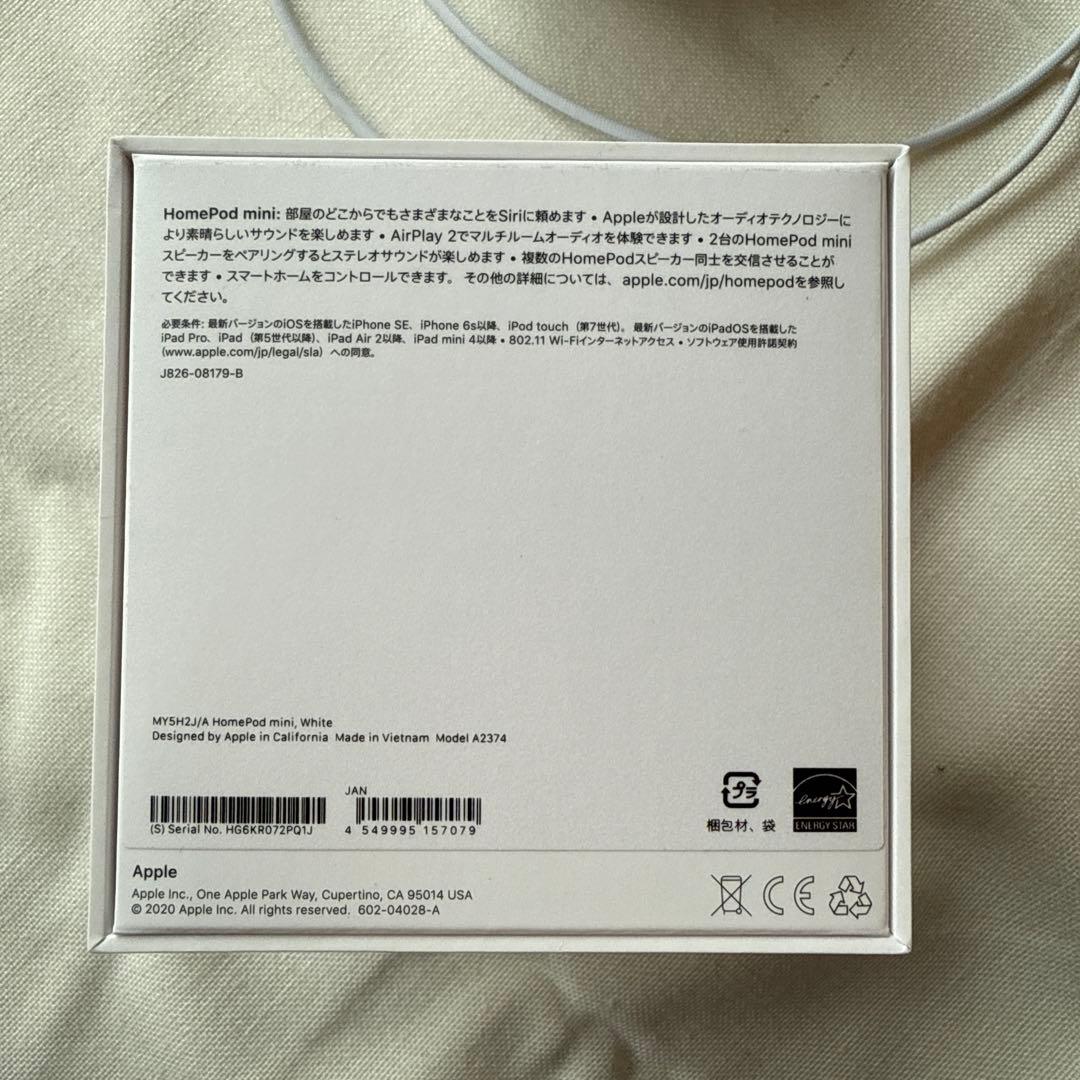 HomePod mini: 部屋のどこからでもさまざまなことをSiriに頼めます • Appleが設計したオーディオテクノロジーに
より素晴らしいサウンドを楽しめます • AirPlay 2でマルチルームオーディオを体験できます • 2台のHomePod mini
スピーカーをペアリングするとステレオサウンドが楽しめます • 複数のHomePodスピーカー同士を交信させることが
できます • スマートホームをコントロールできます。 その他の詳細については、apple.com/jp/homepodを参照し
てください。
必要条件: 最新バージョンのiOSを搭載したiPhone SE、iPhone 6s以降、iPod touch（第7世代）。最新バージョンのiPadOSを搭載した
iPad Pro、iPad（第5世代以降）、iPad Air 2以降、iPad mini 4以降 • 802.11 Wi-Fiインターネットアクセス • ソフトウェア使用許諾契約
(www.apple.com/jp/legal/sla) への同意。
J826-08179-B
MY5H2J/A HomePod mini, White
Designed by Apple in California Made in Vietnam Model A2374
JAN
(S) Serial No. HG6KR072PQ1J
4 549995 157079
プラ
梱包材、袋
energy
ENERGY STAR
Apple
Apple Inc., One Apple Park Way, Cupertino, CA 95014 USA
© 2020 Apple Inc. All rights reserved. 602-04028-A
CE